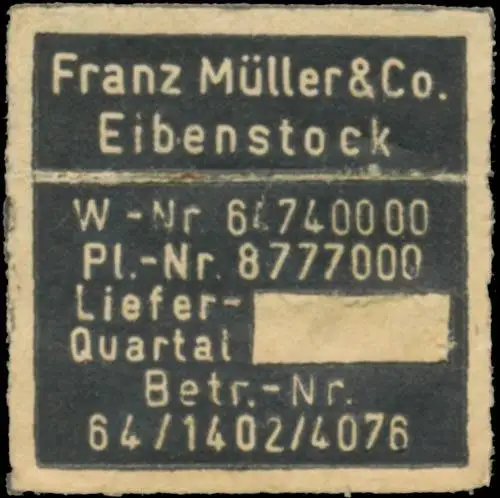 Franz Müller & Co.
Eibenstock
W-Nr. 64740000
Pl.-Nr. 8777000
Liefer-
Quartal
Betr.-Nr.
64/1402/4076